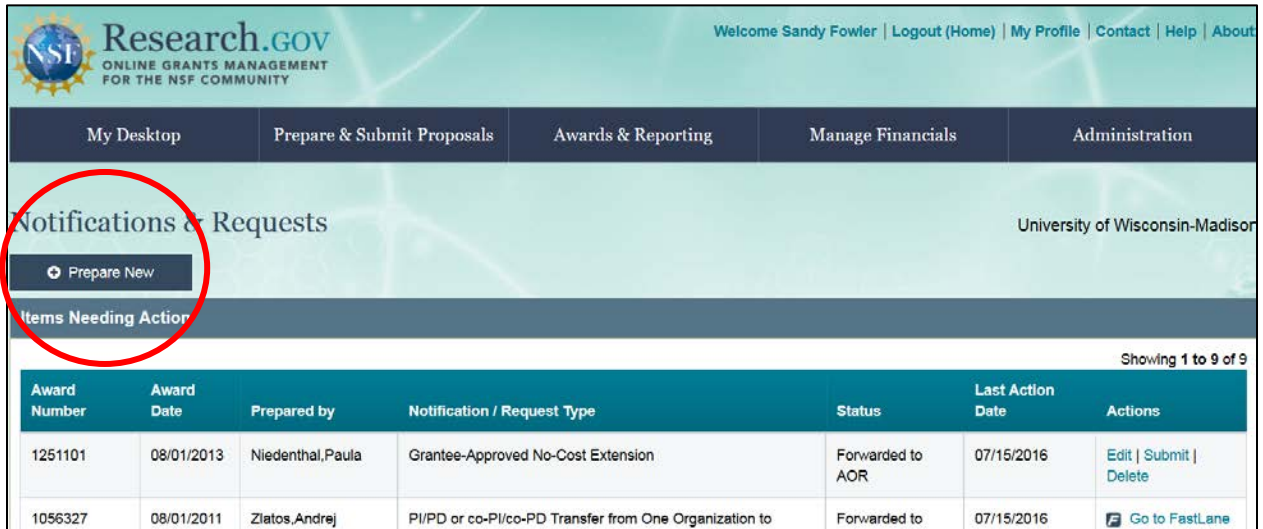 NSF
Research.gov
ONLINE GRANTS MANAGEMENT
FOR THE NSF COMMUNITY
Welcome Sandy Fowler | Logout (Home) | My Profile | Contact | Help | About
My Desktop Prepare & Submit Proposals Awards & Reporting Manage Financials Administration
Notifications & Requests
University of Wisconsin-Madison
Prepare New
Items Needing Action
Showing 1 to 9 of 9
Award Number Award Date Prepared by Notification / Request Type Status Last Action Date Actions
1251101 08/01/2013 Niedenthal,Paula Grantee-Approved No-Cost Extension Forwarded to AOR 07/15/2016 Edit | Submit | Delete
1056327 08/01/2011 Zlatos,Andrej PI/PD or co-PI/co-PD Transfer from One Organization to Forwarded to 07/15/2016 Go to FastLane